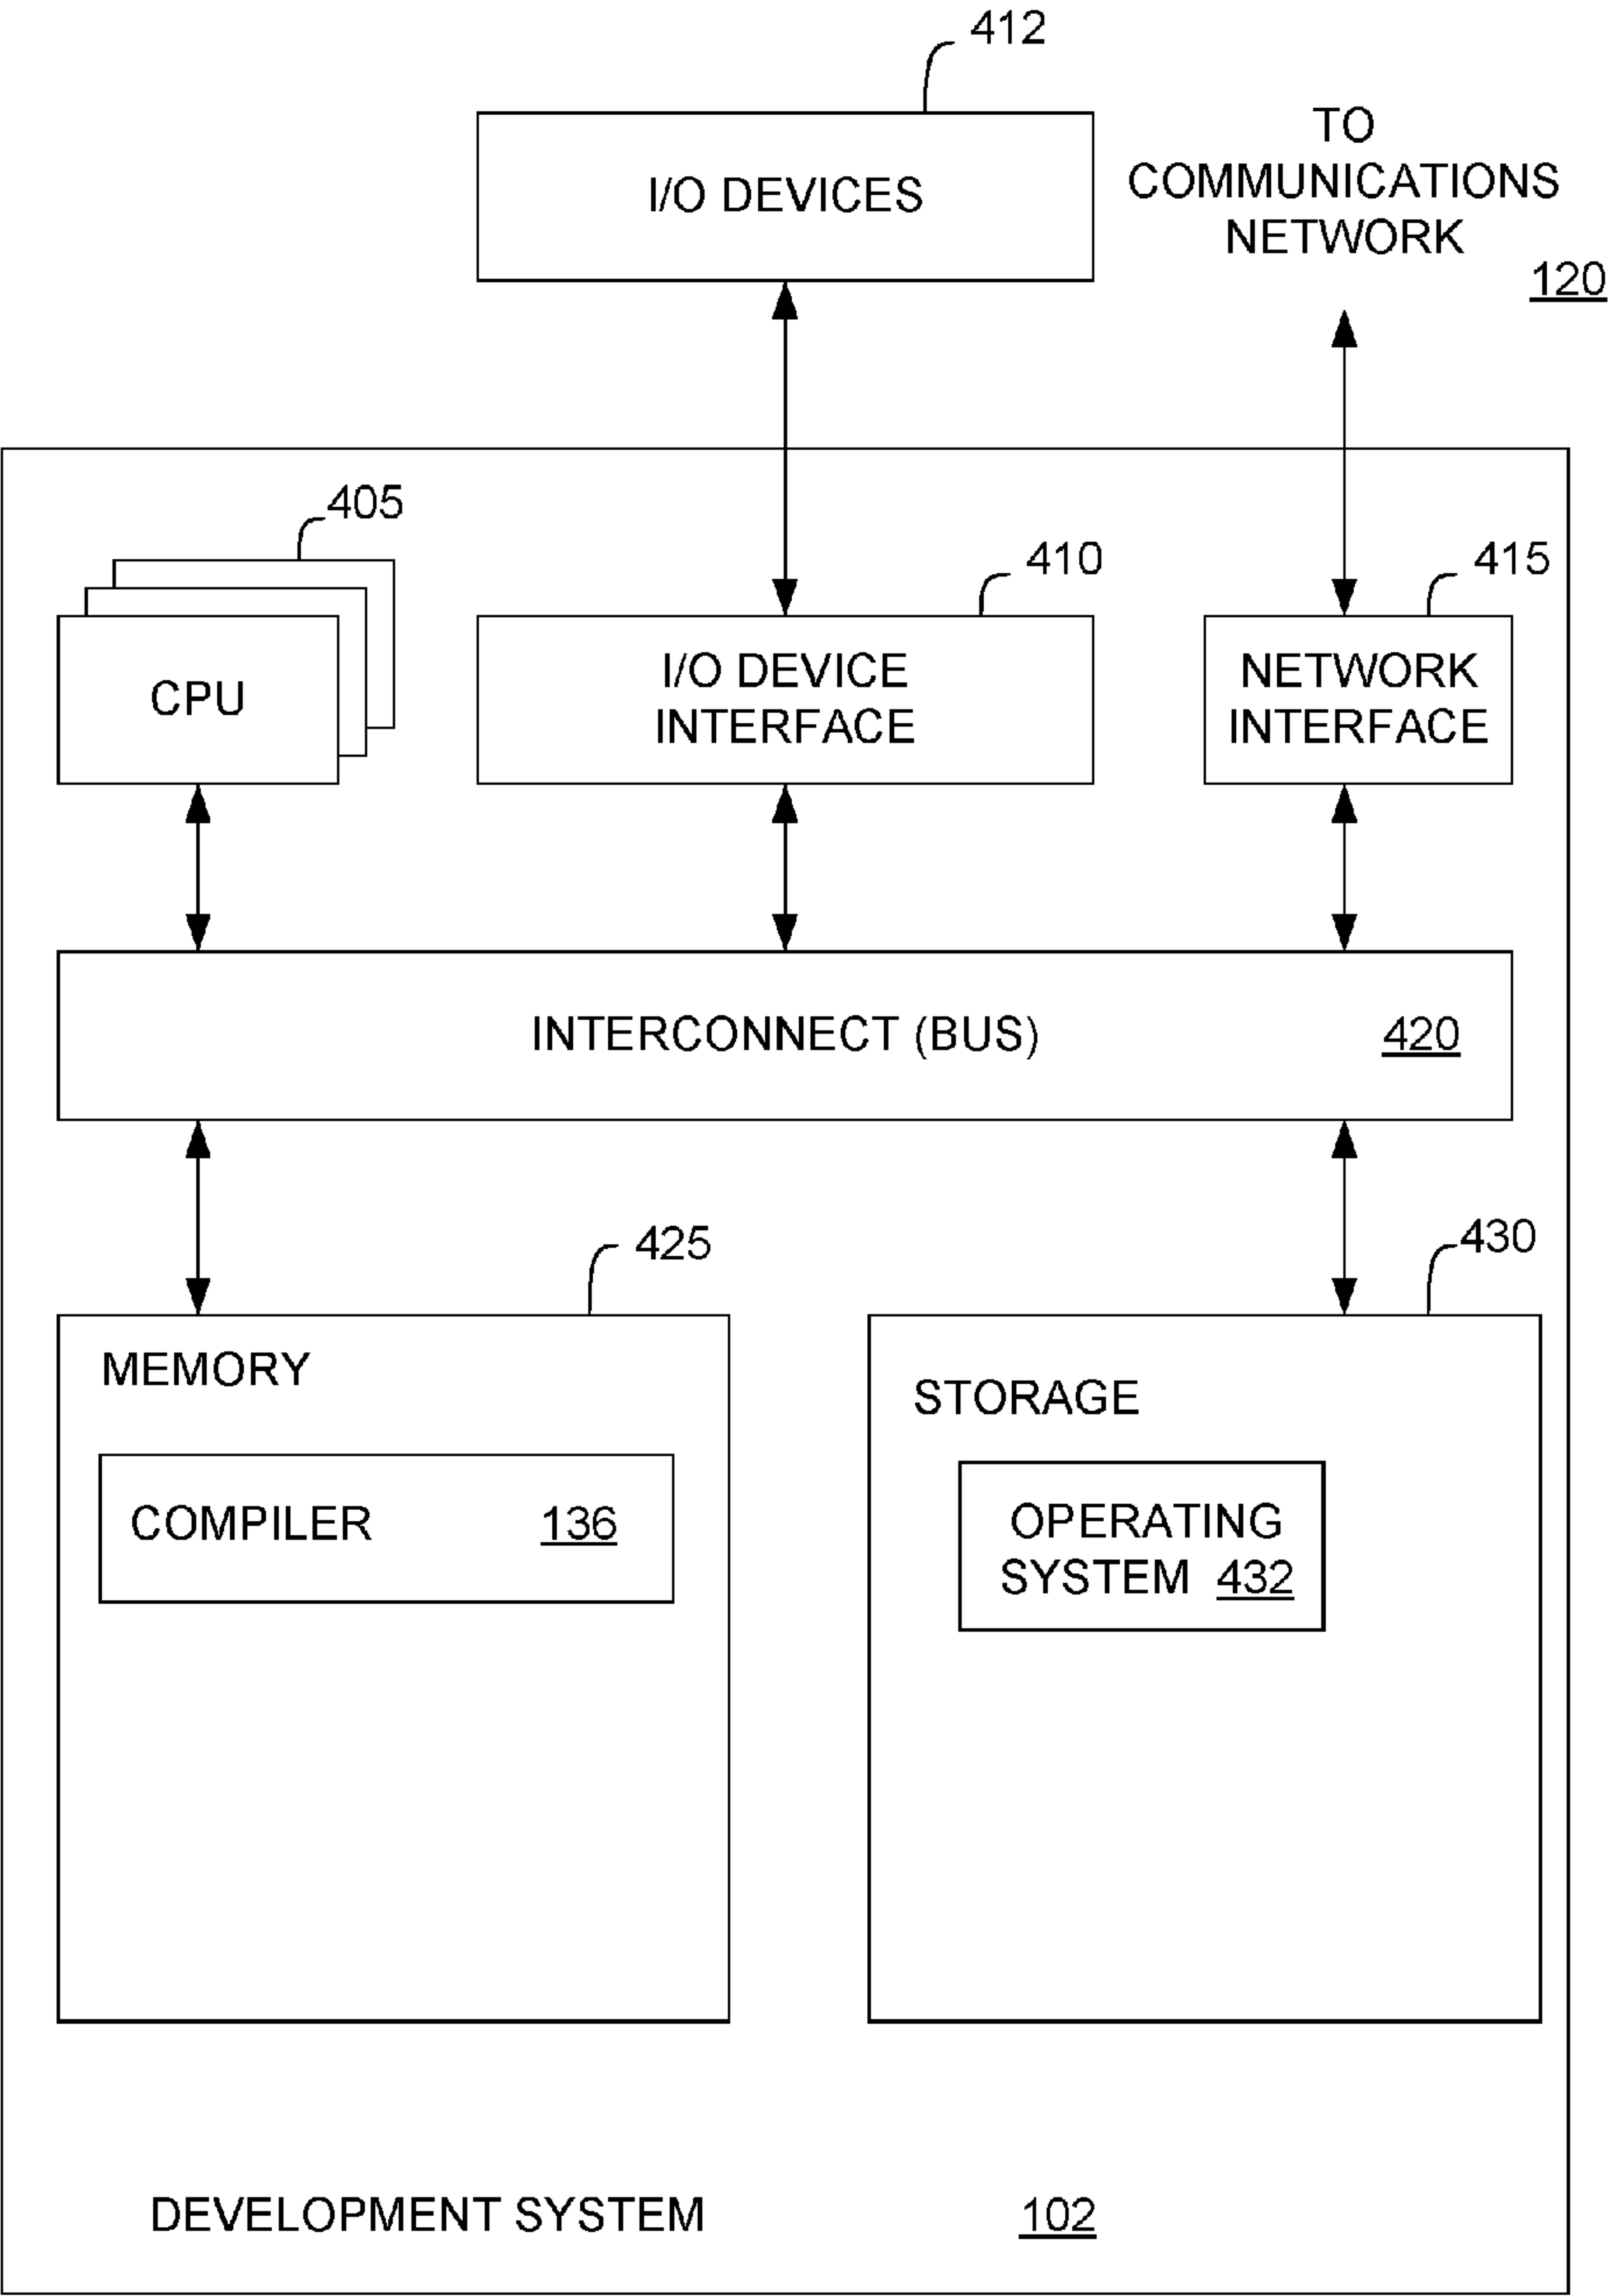 412
I/O DEVICES
TO
COMMUNICATIONS
NETWORK
120
405
410
415
CPU
I/O DEVICE
INTERFACE
NETWORK
INTERFACE
INTERCONNECT (BUS) 420
425
430
MEMORY
STORAGE
COMPILER 136
OPERATING
SYSTEM 432
DEVELOPMENT SYSTEM 102